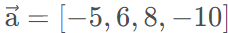 a⃗ = [−5, 6, 8, −10]